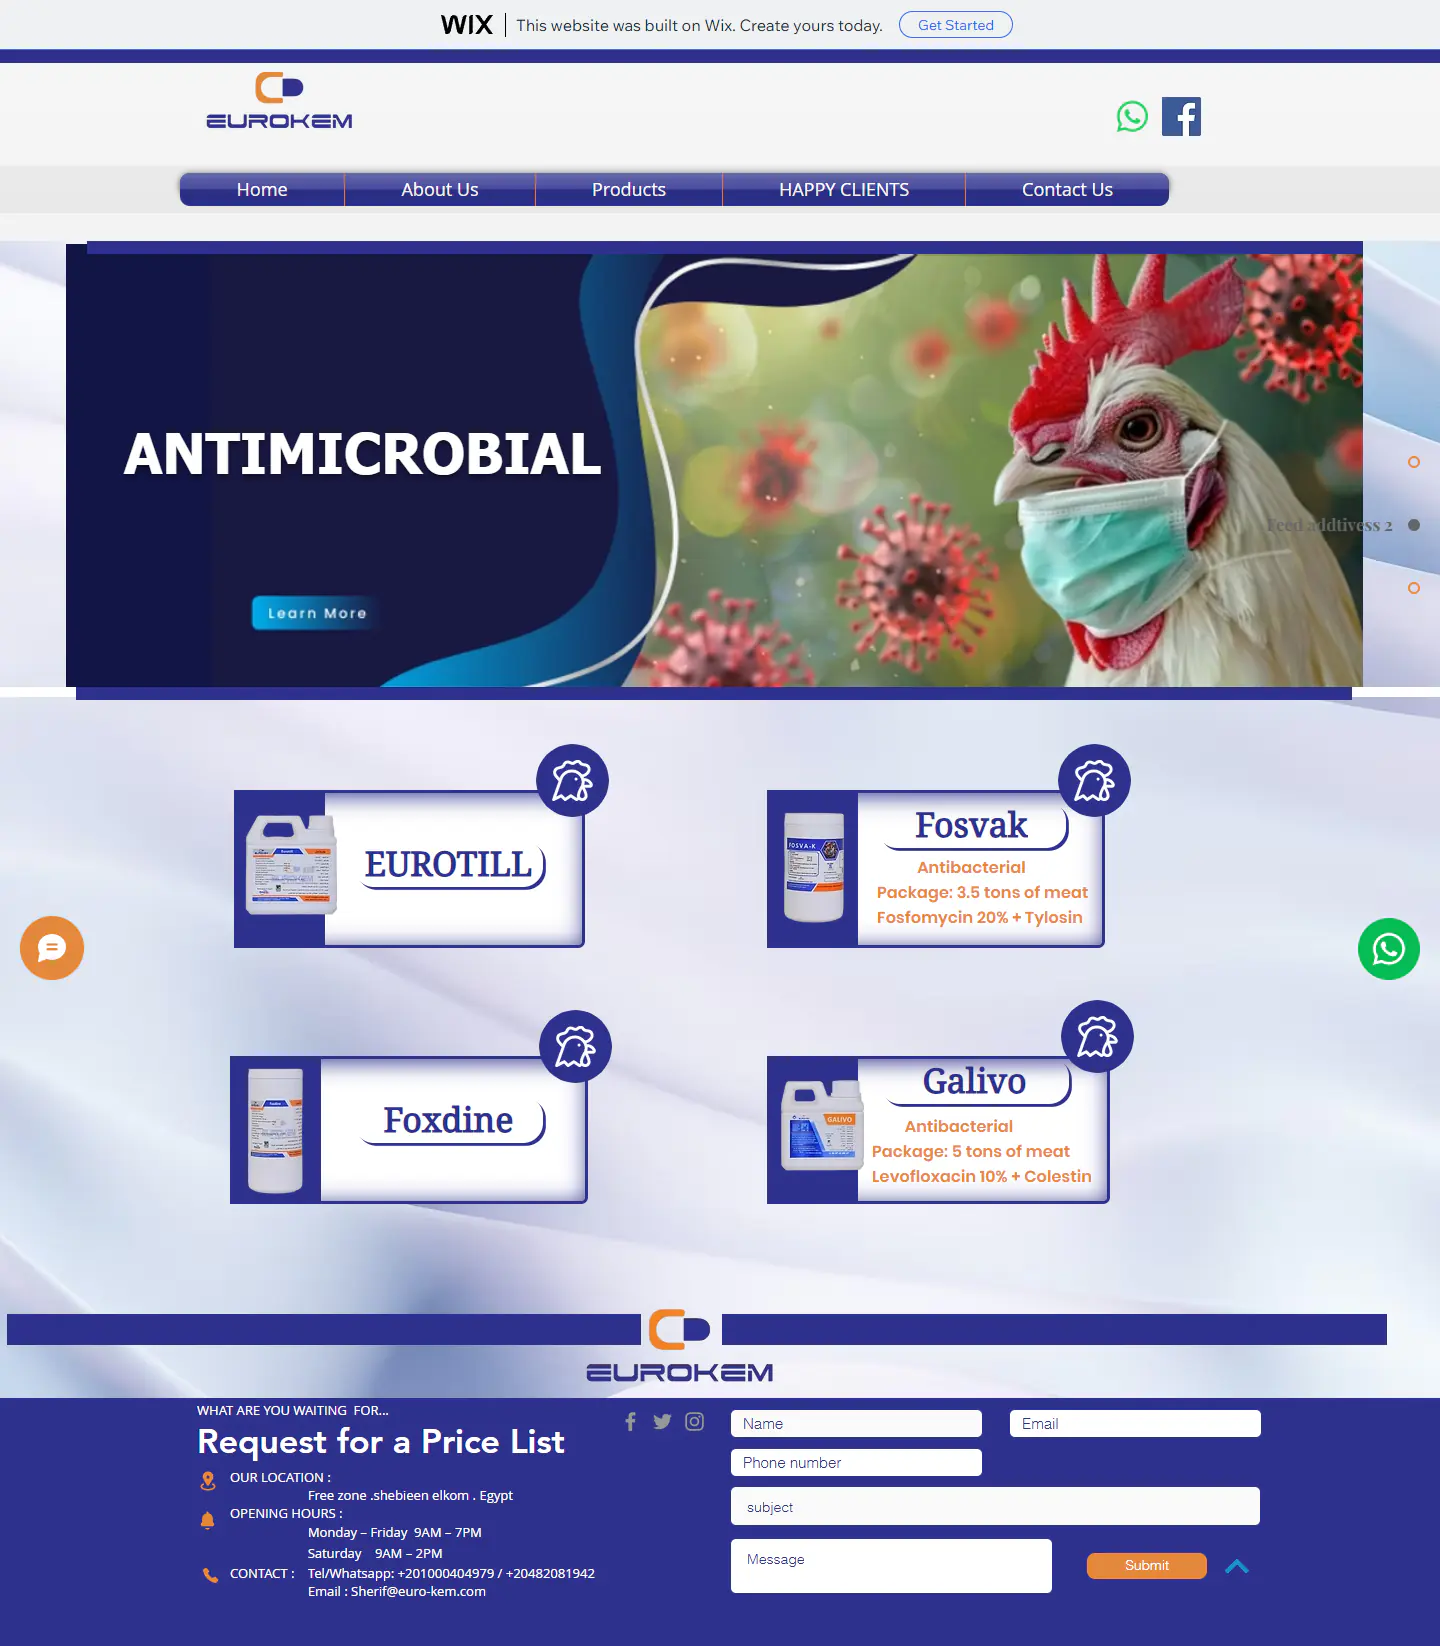 WIX
This website was built on Wix. Create yours today.
Get Started
EUROKEM
Home
About Us
Products
HAPPY CLIENTS
Contact Us
ANTIMICROBIAL
Learn More
Feed addtivess 2
EUROTILL
FOSVA-K
Fosvak
Antibacterial
Package: 3.5 tons of meat
Fosfomycin 20% + Tylosin
Foxdine
GALIVO
Galivo
Antibacterial
Package: 5 tons of meat
Levofloxacin 10% + Colestin
EUROKEM
WHAT ARE YOU WAITING  FOR...
Request for a Price List
OUR LOCATION :
Free zone .shebieen elkom . Egypt
OPENING HOURS :
Monday – Friday  9AM – 7PM
Saturday    9AM – 2PM
CONTACT :   Tel/Whatsapp: +201000404979 / +20482081942
Email : Sherif@euro-kem.com
Name
Email
Phone number
subject
Message
Submit